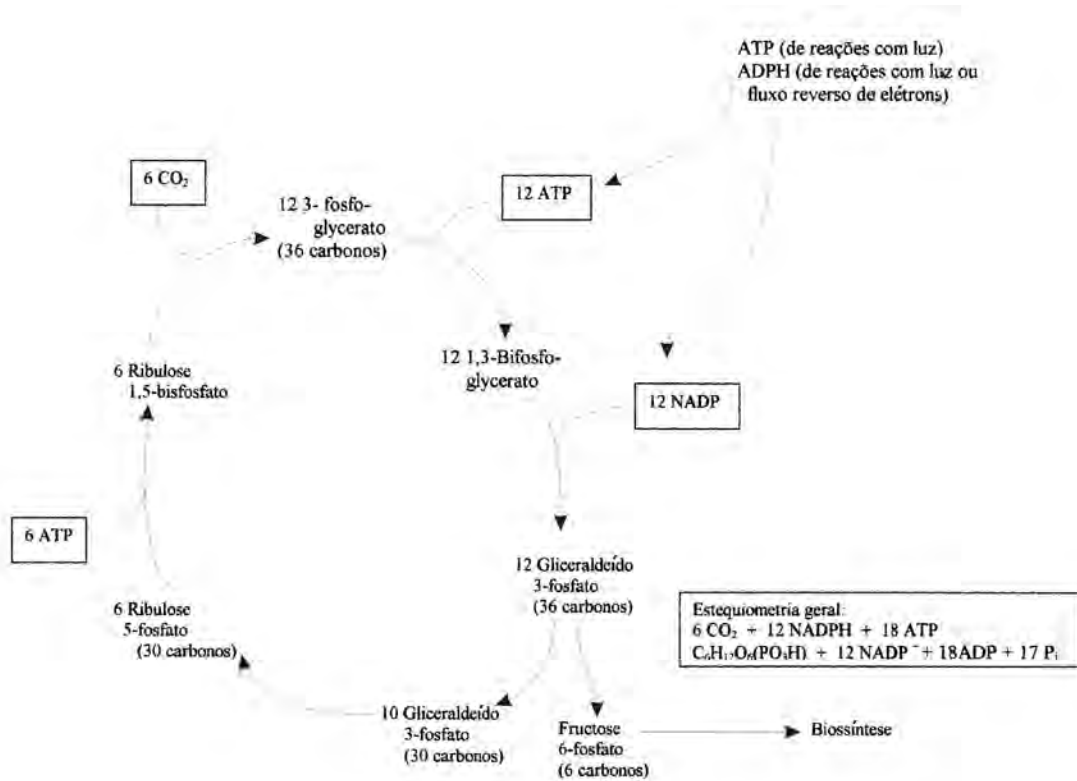 ATP (de reações com luz)
ADPH (de reações com luz ou
fluxo reverso de elétrons)
6 CO₂
12 3- fosfo-
glycerato
(36 carbonos)
12 ATP
12 1,3-Bifosfo-
glycerato
12 NADP
6 Ribulose
1,5-bisfosfato
6 ATP
6 Ribulose
5-fosfato
(30 carbonos)
12 Gliceraldeído
3-fosfato
(36 carbonos)
10 Gliceraldeído
3-fosfato
(30 carbonos)
Fructose
6-fosfato
(6 carbonos)
Biossíntese
Estequiometria geral:
6 CO₂ + 12 NADPH + 18 ATP
C₆H₁₂O₆(PO₃H) + 12 NADP⁻ + 18ADP + 17 Pᵢ